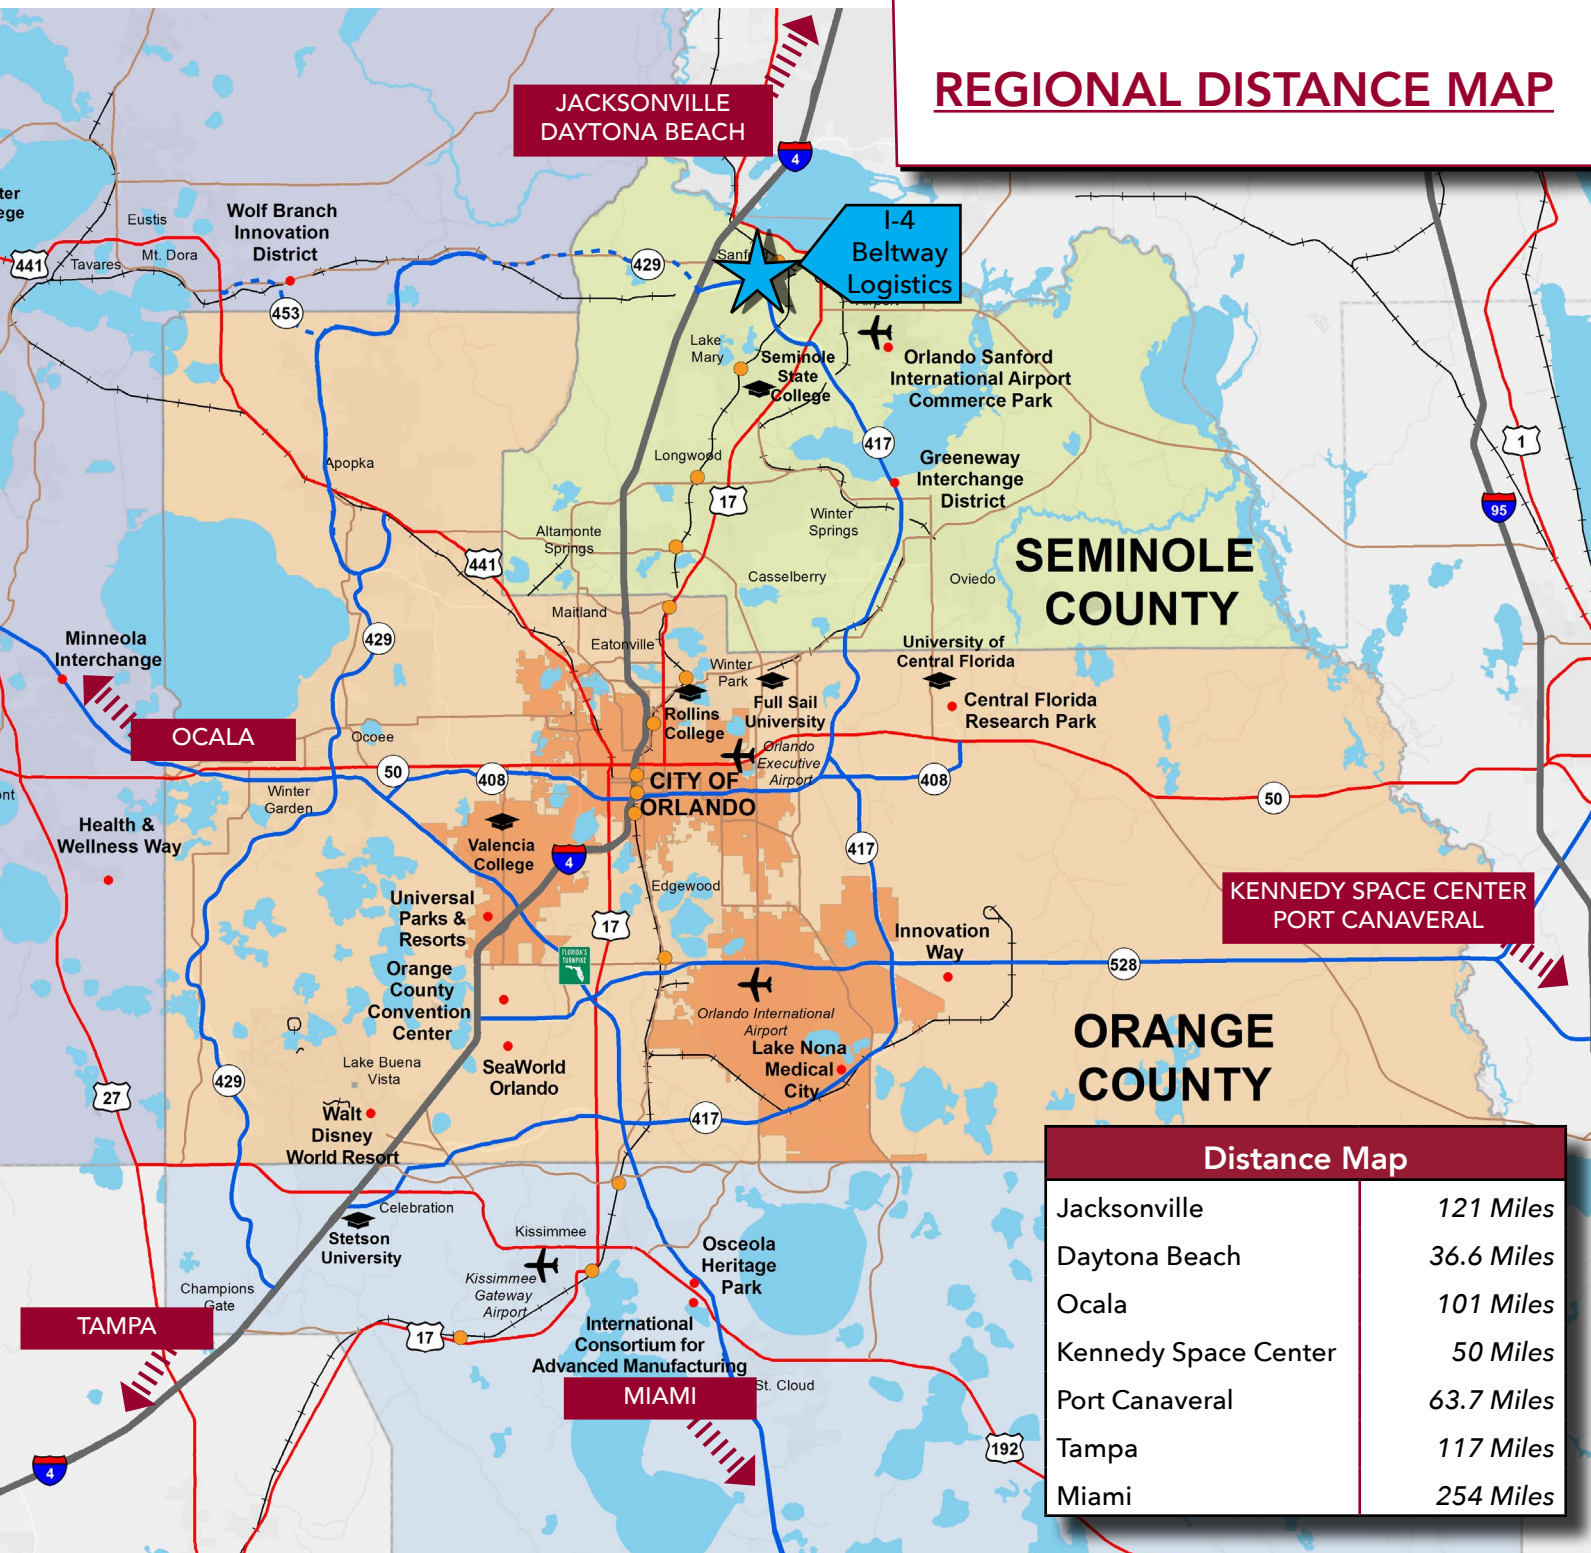 REGIONAL DISTANCE MAP
JACKSONVILLE
DAYTONA BEACH
4
I-4
Beltway
Logistics
Eustis
Wolf Branch
Innovation
District
441
Tavares
Mt. Dora
453
429
Lake
Mary
Seminole
State
College
Orlando Sanford
International Airport
Commerce Park
417
1
95
Apopka
Longwood
17
Greeneway
Interchange
District
Winter
Springs
Altamonte
Springs
441
Casselberry
Oviedo
SEMINOLE
COUNTY
Maitland
Eatonville
Minneola
Interchange
429
Winter
Park
University of
Central Florida
Full Sail
University
Rollins
College
Central Florida
Research Park
OCALA
Ocoee
Orlando
Executive
Airport
50
408
CITY OF
ORLANDO
408
50
Winter
Garden
Health &
Wellness Way
Valencia
College
4
417
Edgewood
Universal
Parks &
Resorts
17
KENNEDY SPACE CENTER
PORT CANAVERAL
Innovation
Way
FLORIDA'S
TURNPIKE
528
Orange
County
Convention
Center
Orlando International
Airport
Lake Nona
Medical
City
ORANGE
COUNTY
SeaWorld
Orlando
Lake Buena
Vista
27
429
Walt
Disney
World Resort
417
Celebration
Stetson
University
Kissimmee
Kissimmee
Gateway
Airport
Osceola
Heritage
Park
Champions
Gate
TAMPA
17
International
Consortium for
Advanced Manufacturing
MIAMI
St. Cloud
192
4
Distance Map
Jacksonville 121 Miles
Daytona Beach 36.6 Miles
Ocala 101 Miles
Kennedy Space Center 50 Miles
Port Canaveral 63.7 Miles
Tampa 117 Miles
Miami 254 Miles